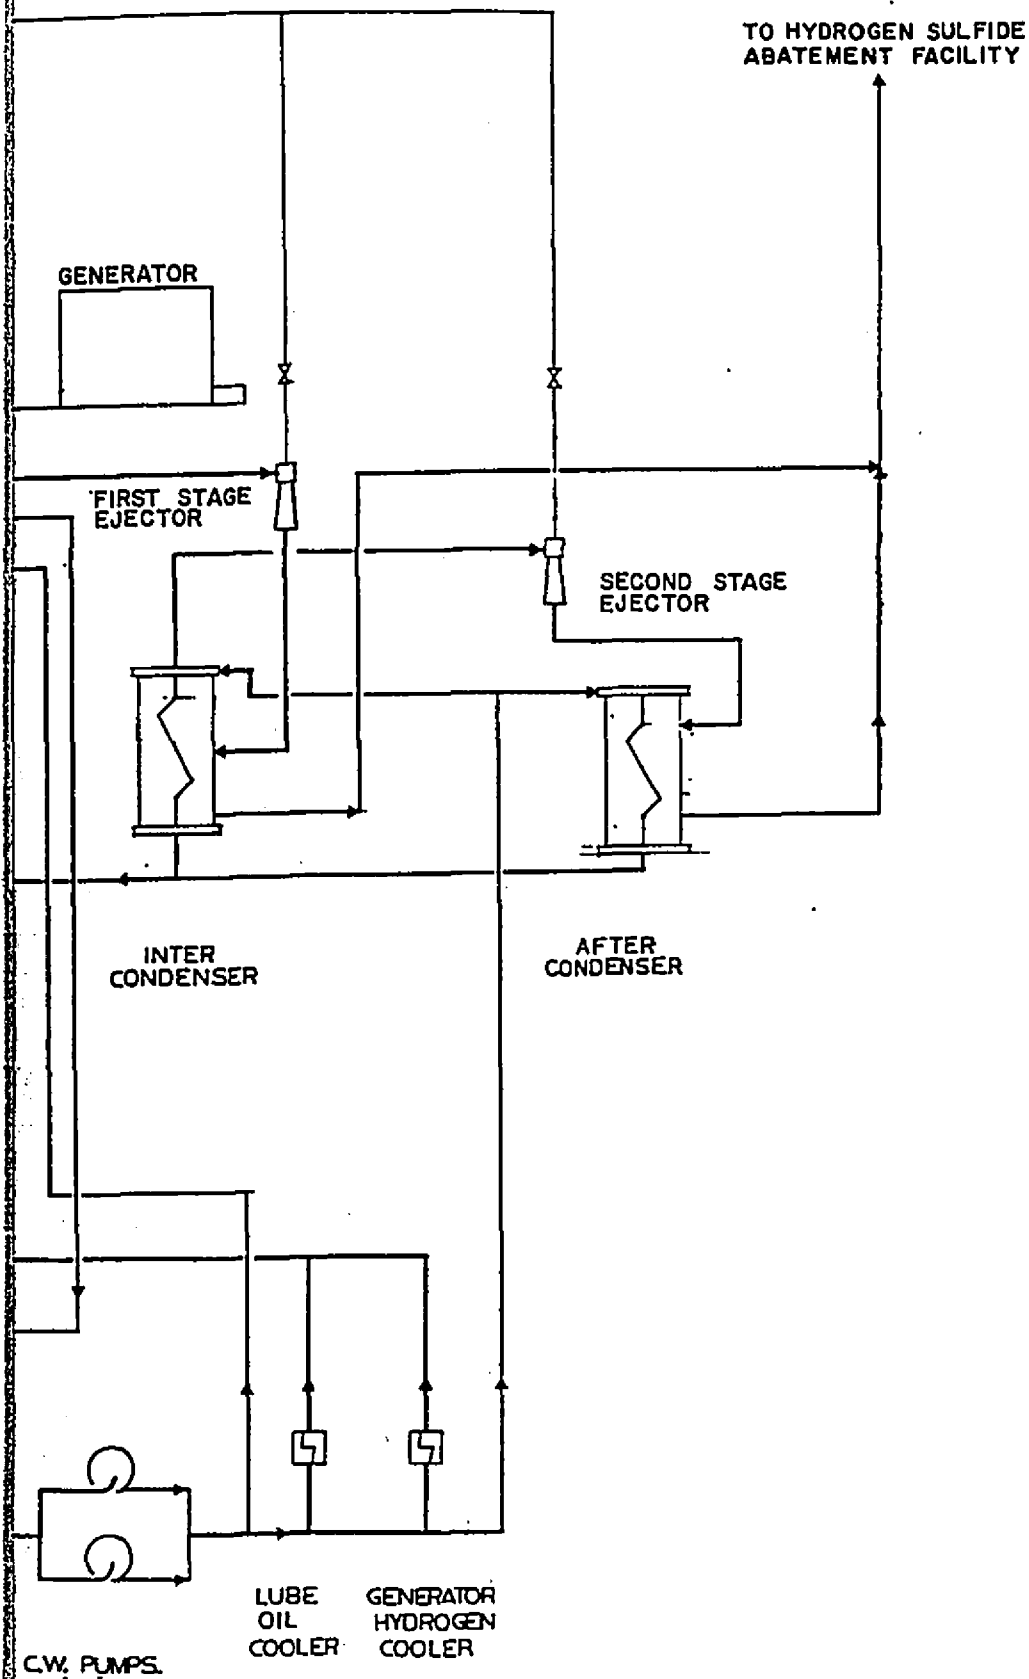 TO HYDROGEN SULFIDE
ABATEMENT FACILITY
GENERATOR
FIRST STAGE
EJECTOR
SECOND STAGE
EJECTOR
INTER
CONDENSER
AFTER
CONDENSER
LUBE
OIL
COOLER
GENERATOR
HYDROGEN
COOLER
C.W. PUMPS.